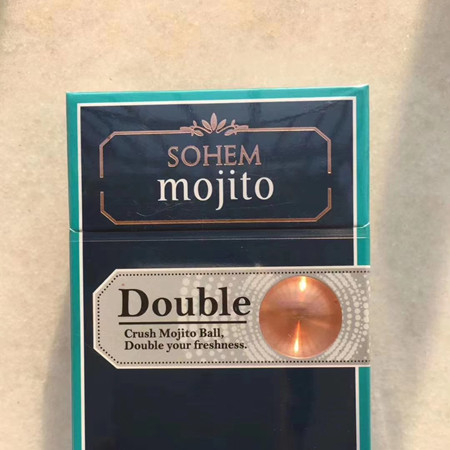 SOHEM
mojito
Double
Crush Mojito Ball,
Double your freshness.